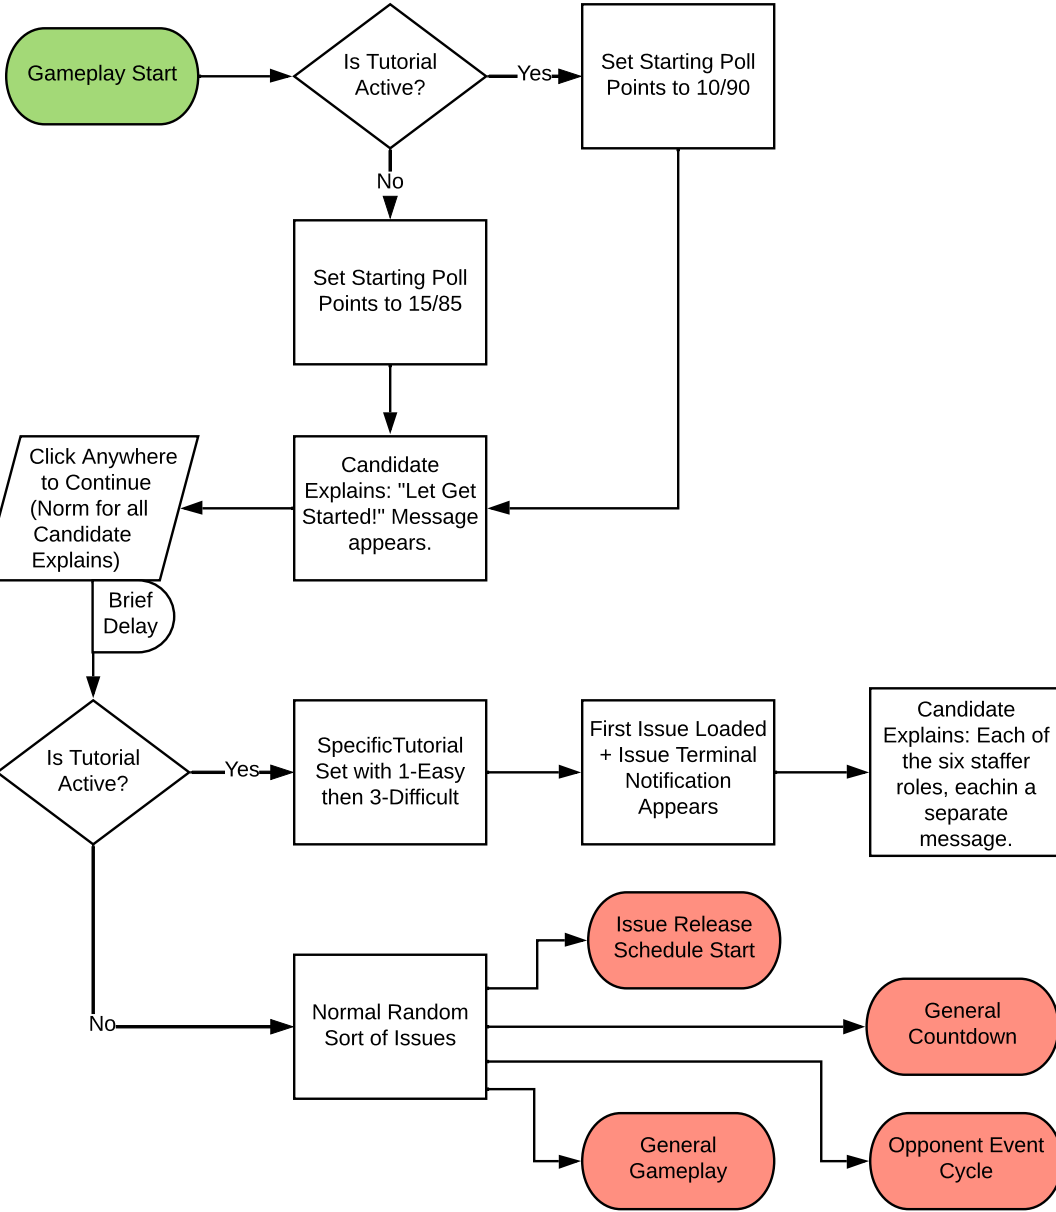 Gameplay Start
Is Tutorial
Active?
Yes
Set Starting Poll
Points to 10/90
No
Set Starting Poll
Points to 15/85
Click Anywhere
to Continue
(Norm for all
Candidate
Explains)
Candidate
Explains: "Let Get
Started!" Message
appears.
Brief
Delay
Is Tutorial
Active?
Yes
SpecificTutorial
Set with 1-Easy
then 3-Difficult
First Issue Loaded
+ Issue Terminal
Notification
Appears
Candidate
Explains: Each of
the six staffer
roles, eachin a
separate
message.
No
Normal Random
Sort of Issues
Issue Release
Schedule Start
General
Countdown
General
Gameplay
Opponent Event
Cycle